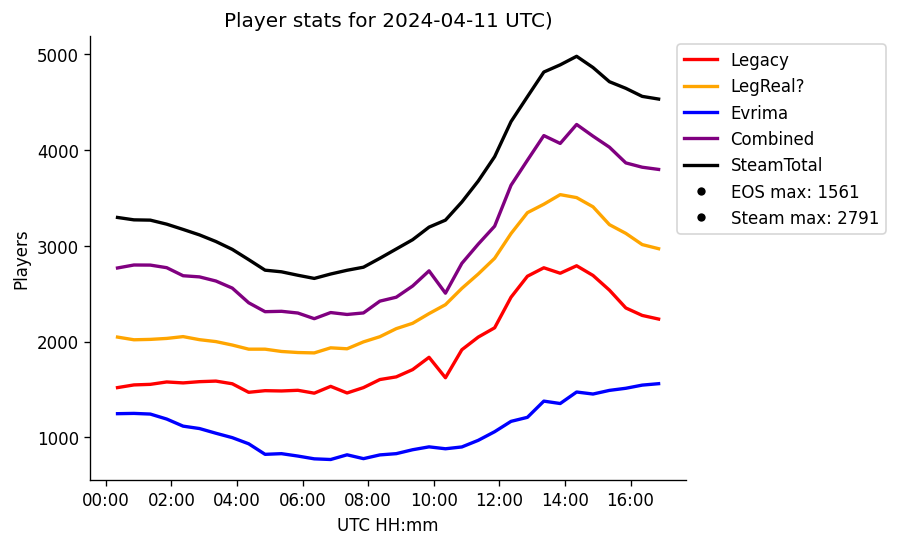 Player stats for 2024-04-11 UTC)
5000
4000
3000
2000
1000
Players
00:00 02:00 04:00 06:00 08:00 10:00 12:00 14:00 16:00
UTC HH:mm
Legacy
LegReal?
Evrima
Combined
SteamTotal
EOS max: 1561
Steam max: 2791